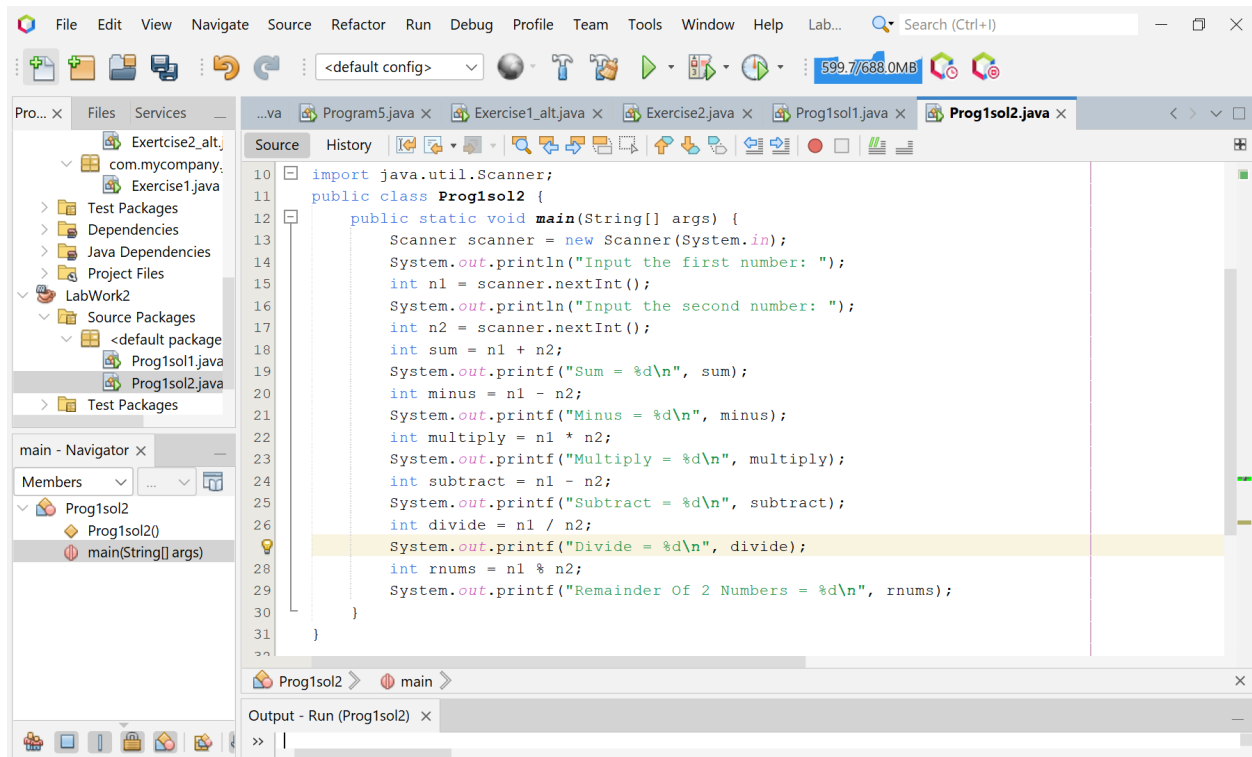 File Edit View Navigate Source Refactor Run Debug Profile Team Tools Window Help Lab... Search (Ctrl+I)
<default config> 599.7/688.0MB
Pro... Files Services
...va Program5.java Exercise1_alt.java Exercise2.java Prog1sol1.java Prog1sol2.java
Source History
Exertcise2_alt.j
com.mycompany.
Exercise1.java
Test Packages
Dependencies
Java Dependencies
Project Files
LabWork2
Source Packages
<default package
Prog1sol1.java
Prog1sol2.java
Test Packages
main - Navigator
Members ...
Prog1sol2
Prog1sol2()
main(String[] args)
10 import java.util.Scanner;
11 public class Prog1sol2 {
12 public static void main(String[] args) {
13 Scanner scanner = new Scanner(System.in);
14 System.out.println("Input the first number: ");
15 int n1 = scanner.nextInt();
16 System.out.println("Input the second number: ");
17 int n2 = scanner.nextInt();
18 int sum = n1 + n2;
19 System.out.printf("Sum = %d\n", sum);
20 int minus = n1 - n2;
21 System.out.printf("Minus = %d\n", minus);
22 int multiply = n1 * n2;
23 System.out.printf("Multiply = %d\n", multiply);
24 int subtract = n1 - n2;
25 System.out.printf("Subtract = %d\n", subtract);
26 int divide = n1 / n2;
System.out.printf("Divide = %d\n", divide);
28 int rnums = n1 % n2;
29 System.out.printf("Remainder Of 2 Numbers = %d\n", rnums);
30 }
31 }
Prog1sol2 main
Output - Run (Prog1sol2)